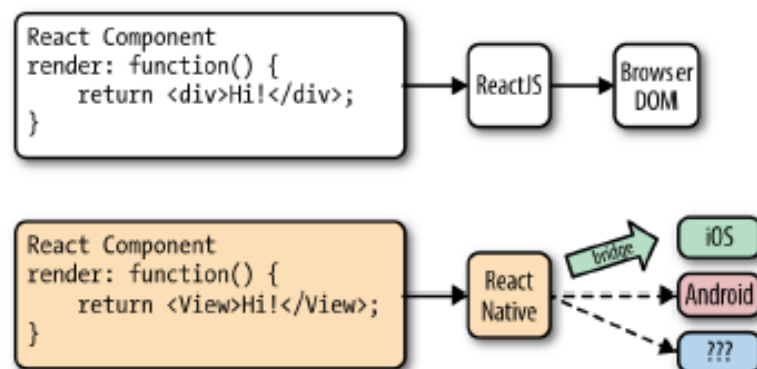 React Component
render: function() {
    return <div>Hi!</div>;
}
ReactJS
Browser
DOM
React Component
render: function() {
    return <View>Hi!</View>;
}
React
Native
bridge
iOS
Android
???